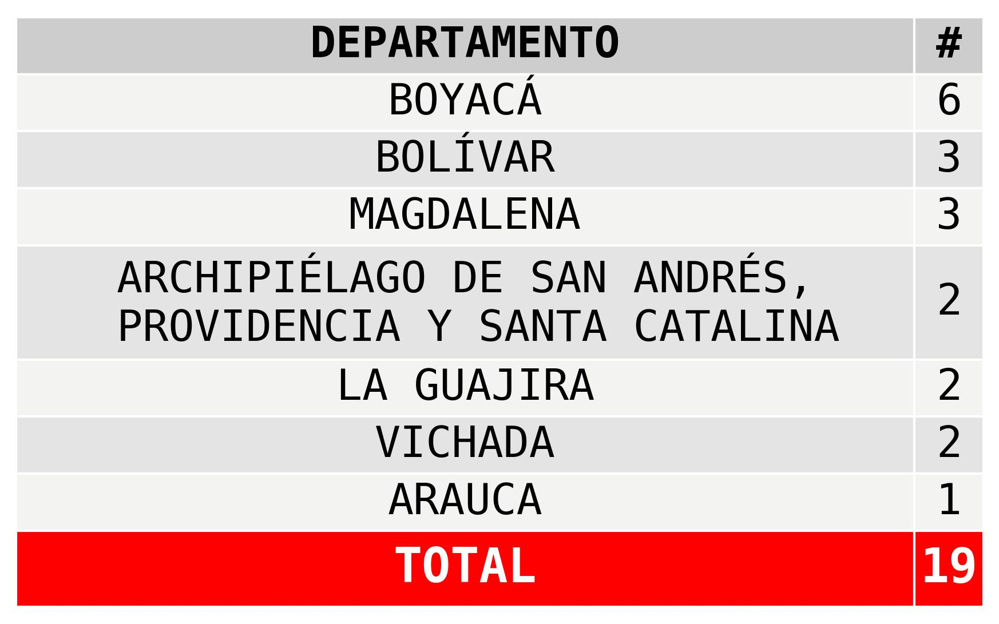 DEPARTAMENTO #
BOYACÁ 6
BOLÍVAR 3
MAGDALENA 3
ARCHIPIÉLAGO DE SAN ANDRÉS,
PROVIDENCIA Y SANTA CATALINA 2
LA GUAJIRA 2
VICHADA 2
ARAUCA 1
TOTAL 19